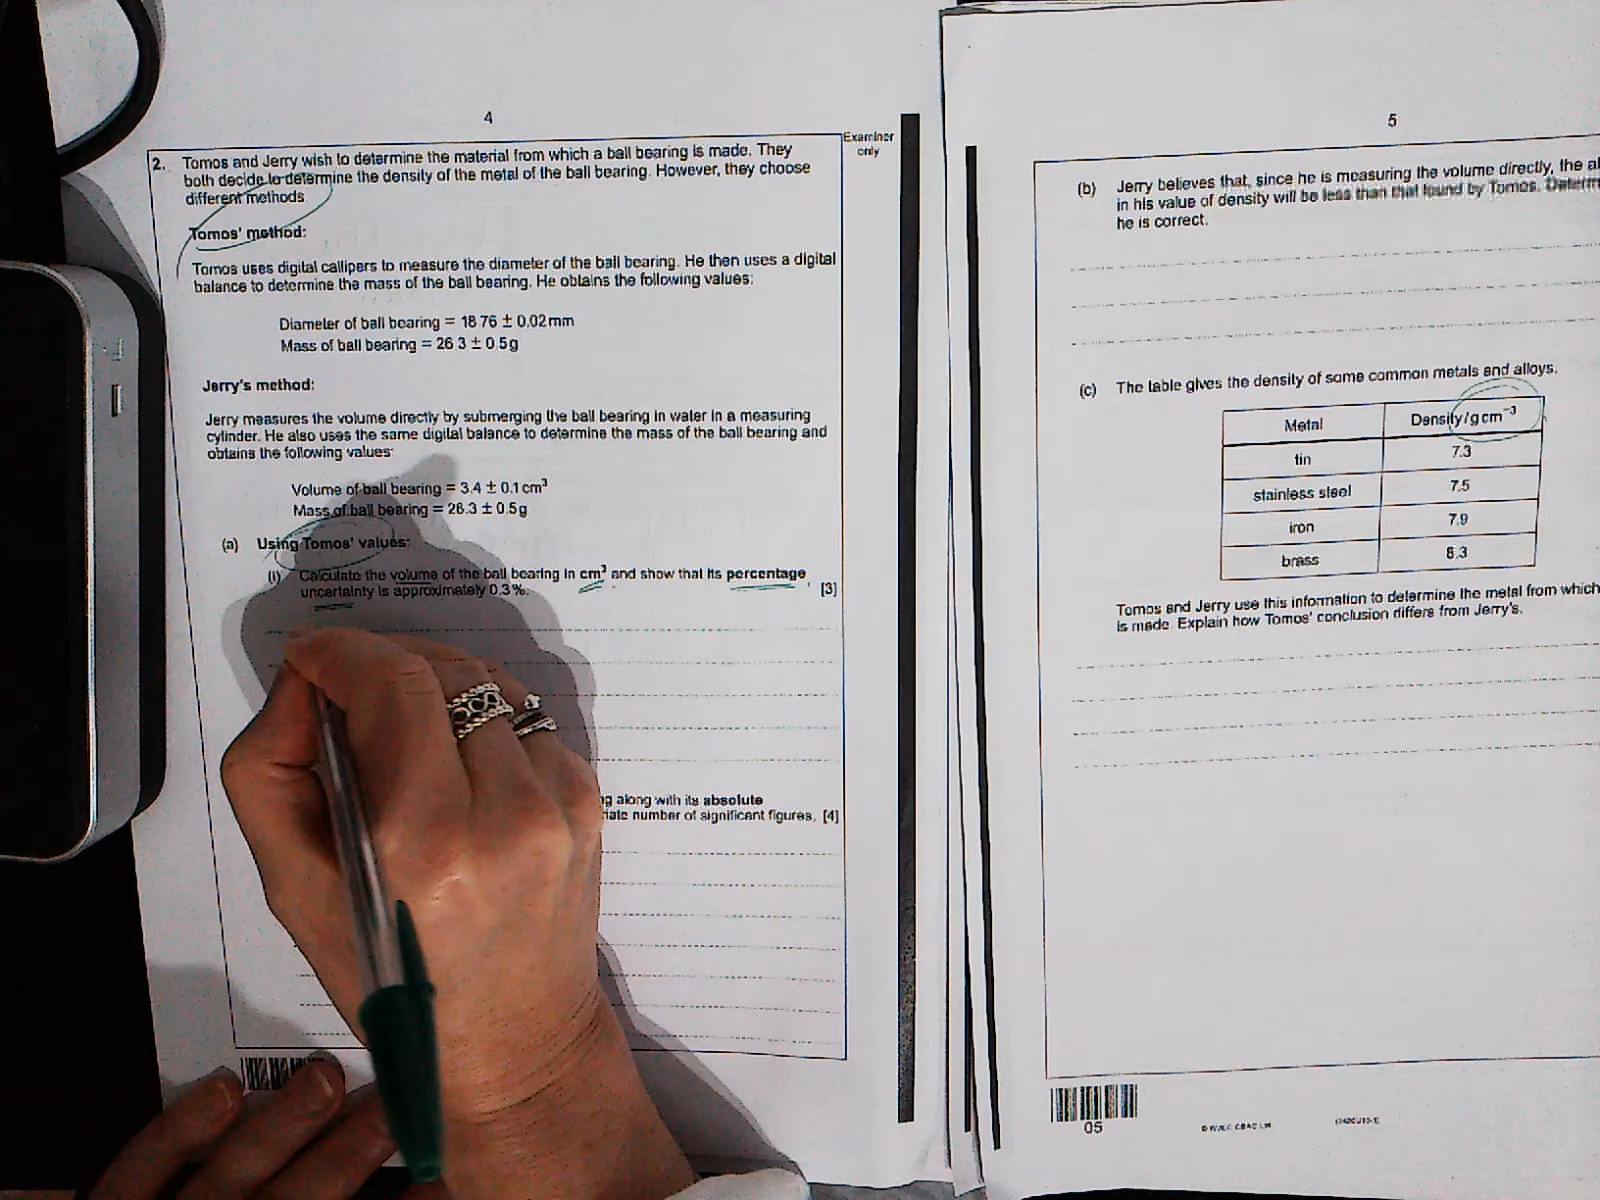 4
Examiner
only
2. Tomos and Jerry wish to determine the material from which a ball bearing is made. They
both decide to determine the density of the metal of the ball bearing. However, they choose
different methods
Tomos' method:
Tomos uses digital callipers to measure the diameter of the ball bearing. He then uses a digital
balance to determine the mass of the ball bearing. He obtains the following values:
Diameter of ball bearing = 18.76 ± 0.02 mm
Mass of ball bearing = 26.3 ± 0.5 g
Jerry's method:
Jerry measures the volume directly by submerging the ball bearing in water in a measuring
cylinder. He also uses the same digital balance to determine the mass of the ball bearing and
obtains the following values:
Volume of ball bearing = 3.4 ± 0.1 cm³
Mass of ball bearing = 26.3 ± 0.5 g
(a) Using Tomos' values:
(i) Calculate the volume of the ball bearing in cm³ and show that its percentage
uncertainty is approximately 0.3%. [3]
along with its absolute
number of significant figures. [4]
5
(b) Jerry believes that, since he is measuring the volume directly, the
in his value of density will be less than that found by Tomos.
he is correct.
(c) The table gives the density of some common metals and alloys.
Metal Density/g cm⁻³
tin 7.3
stainless steel 7.5
iron 7.9
brass 8.3
Tomos and Jerry use this information to determine the metal from which
is made. Explain how Tomos' conclusion differs from Jerry's.
05
© WJEC CBAC Ltd